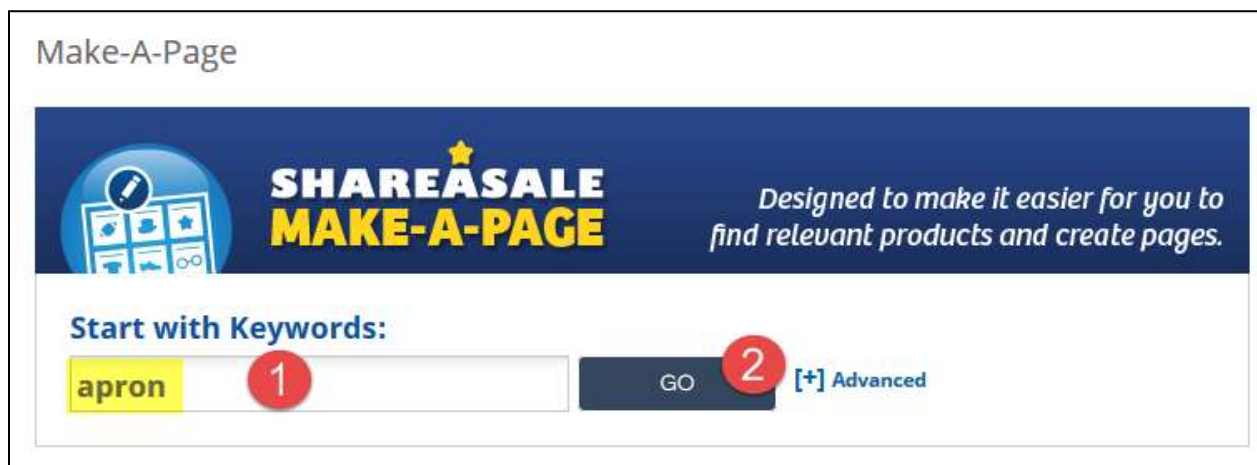 Make-A-Page
SHAREASALE
MAKE-A-PAGE
Designed to make it easier for you to
find relevant products and create pages.
Start with Keywords:
apron 1
GO 2 [+] Advanced